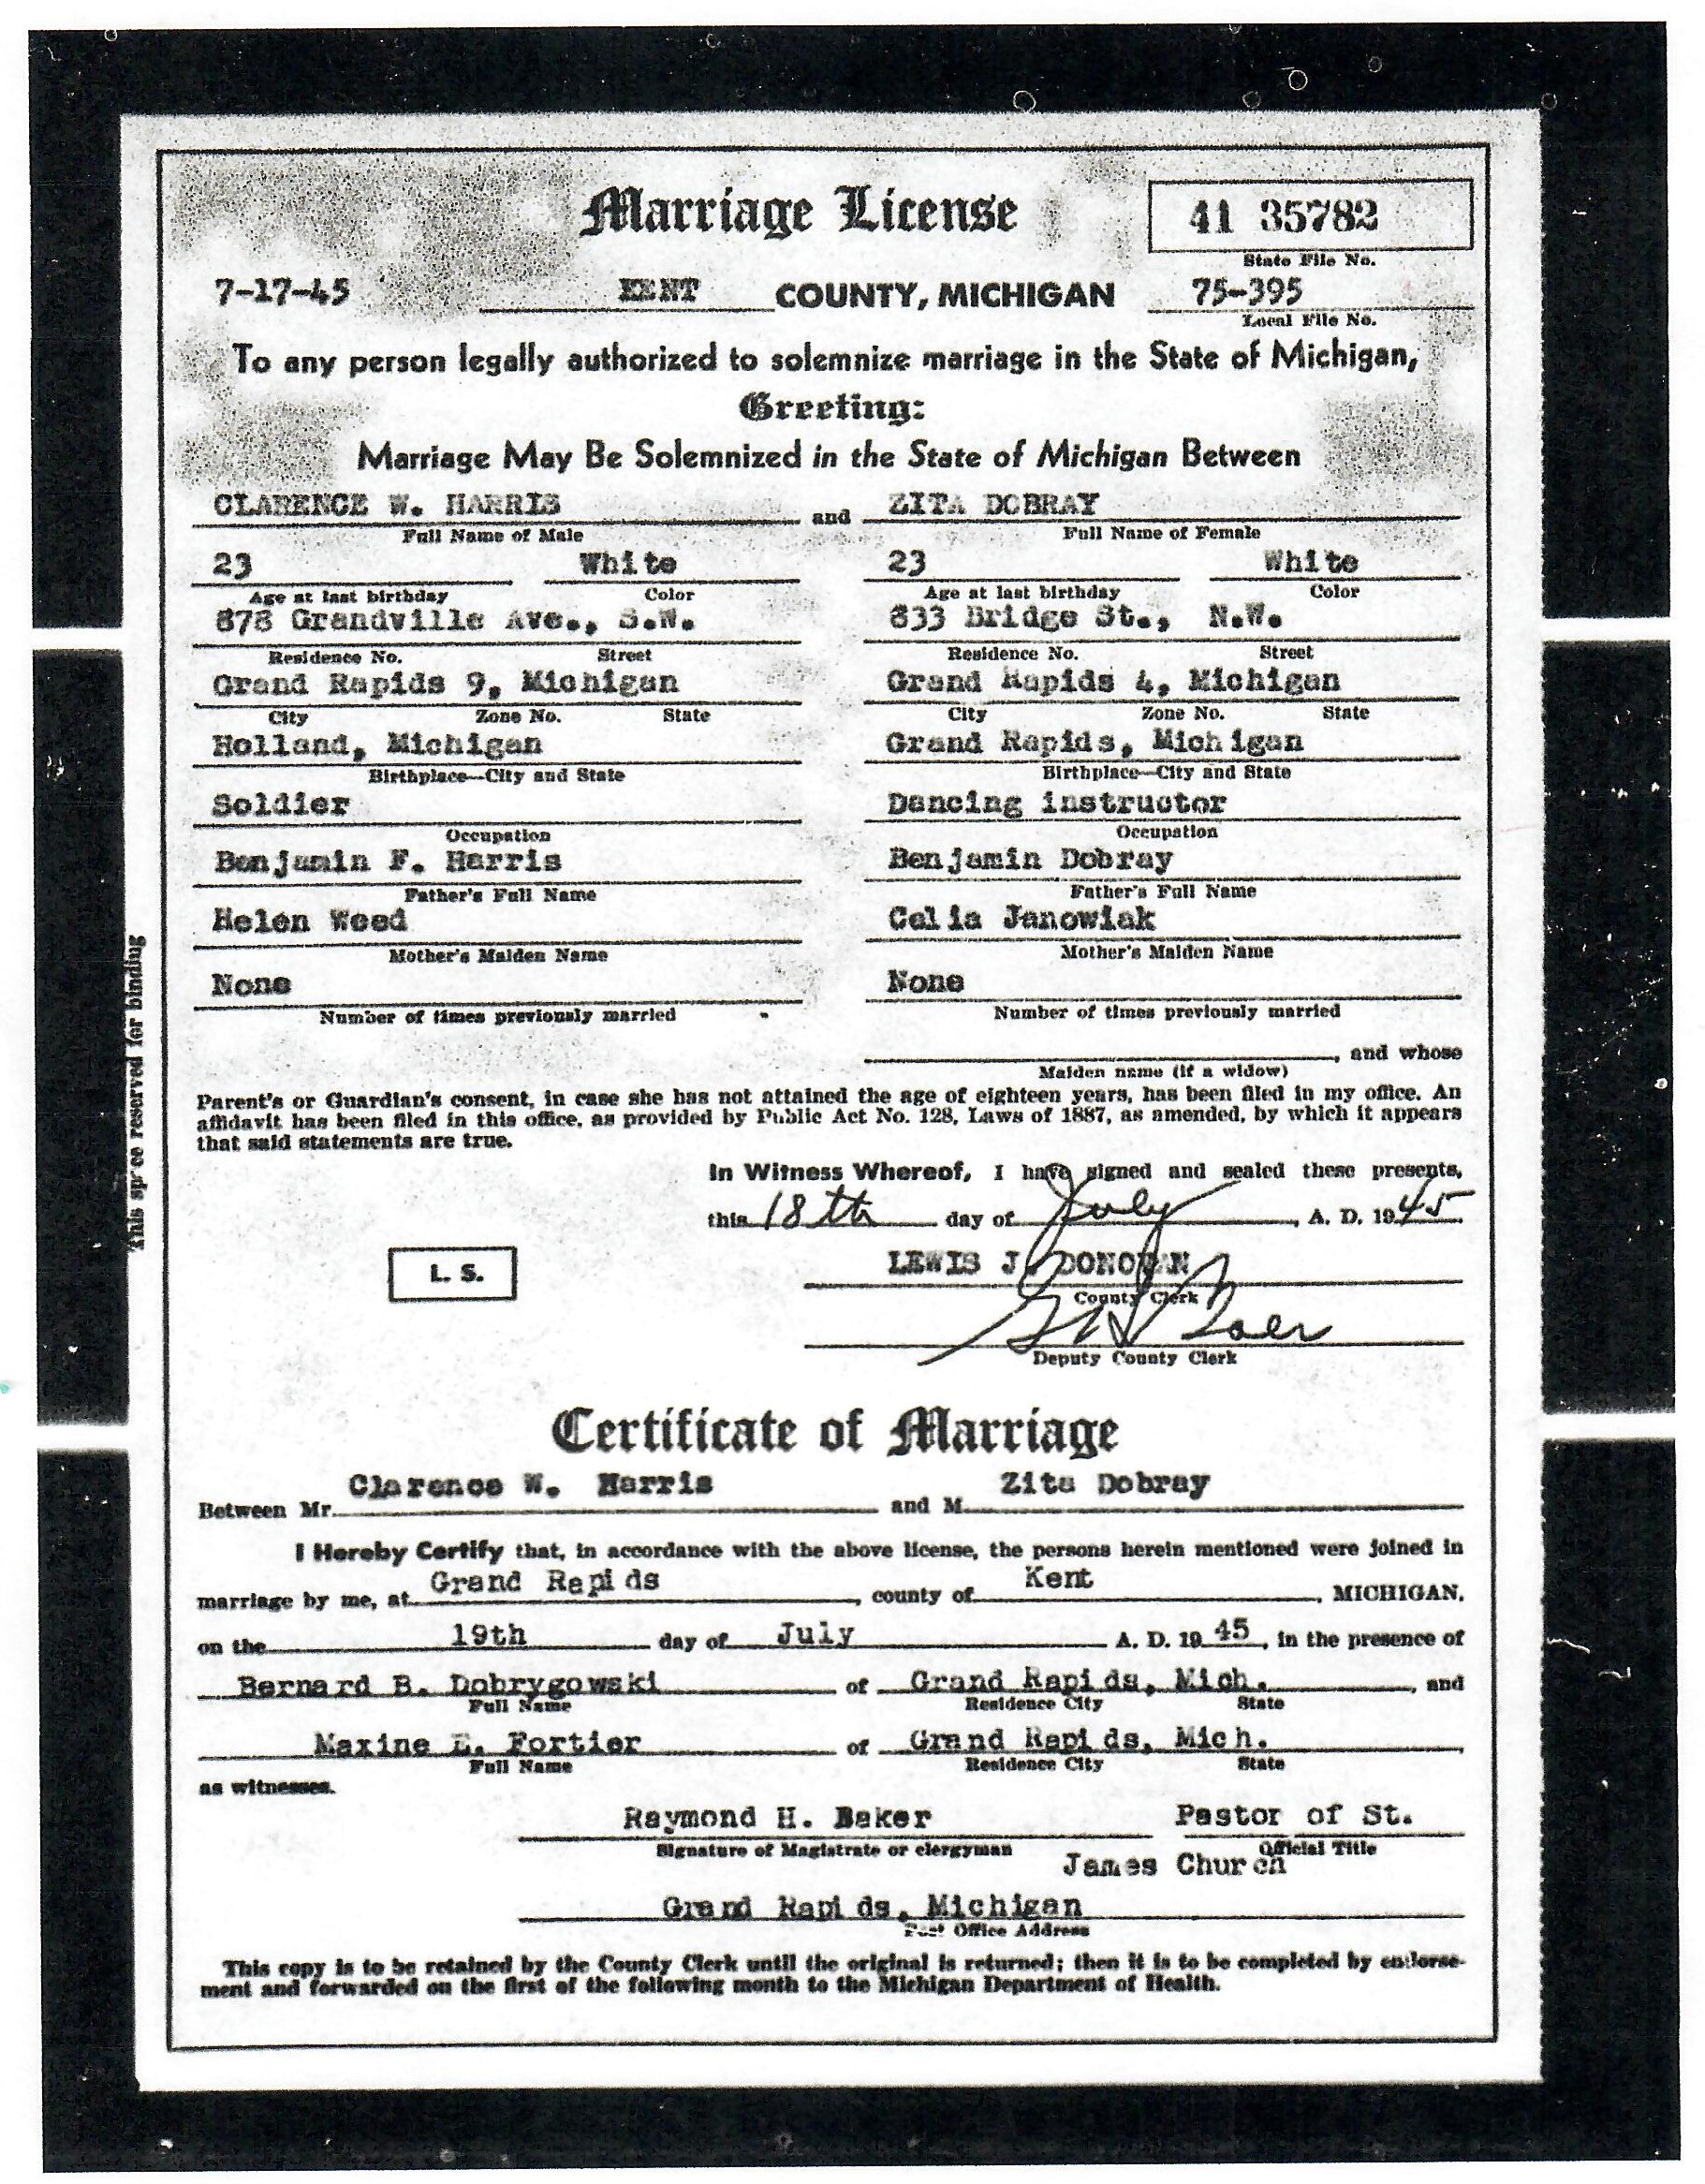 Marriage License
41 35782
State File No.
7-17-45 KENT COUNTY, MICHIGAN 75-395
Local File No.
To any person legally authorized to solemnize marriage in the State of Michigan,
Greeting:
Marriage May Be Solemnized in the State of Michigan Between
CLARENCE W. HARRIS and ZITA DOBRAY
Full Name of Male Full Name of Female
23 White 23 White
Age at last birthday Color Age at last birthday Color
878 Grandville Ave., S.W. 833 Bridge St., N.W.
Residence No. Street Residence No. Street
Grand Rapids 9, Michigan Grand Rapids 4, Michigan
City Zone No. State City Zone No. State
Holland, Michigan Grand Rapids, Michigan
Birthplace—City and State Birthplace—City and State
Soldier Dancing instructor
Occupation Occupation
Benjamin F. Harris Benjamin Dobray
Father's Full Name Father's Full Name
Helen Weed Celia Janowiak
Mother's Maiden Name Mother's Maiden Name
None None
Number of times previously married Number of times previously married
, and whose
Maiden name (if a widow)
Parent's or Guardian's consent, in case she has not attained the age of eighteen years, has been filed in my office. An
affidavit has been filed in this office, as provided by Public Act No. 128, Laws of 1887, as amended, by which it appears
that said statements are true.
In Witness Whereof, I have signed and sealed these presents,
this 18th day of July, A. D. 1945.
L. S.
LEWIS J. DONOVAN
County Clerk
Deputy County Clerk
This space reserved for binding
Certificate of Marriage
Between Mr. Clarence W. Harris and M. Zita Dobray
I Hereby Certify that, in accordance with the above license, the persons herein mentioned were joined in
marriage by me, at Grand Rapids, county of Kent, MICHIGAN,
on the 19th day of July A. D. 19 45, in the presence of
Bernard B. Dobrygowski of Grand Rapids, Mich., and
Full Name Residence City State
Maxine E. Fortier of Grand Rapids, Mich.,
Full Name Residence City State
as witnesses.
Raymond H. Baker Pastor of St.
Signature of Magistrate or clergyman Official Title
James Church
Grand Rapids, Michigan
Post Office Address
This copy is to be retained by the County Clerk until the original is returned; then it is to be completed by endorse-
ment and forwarded on the first of the following month to the Michigan Department of Health.